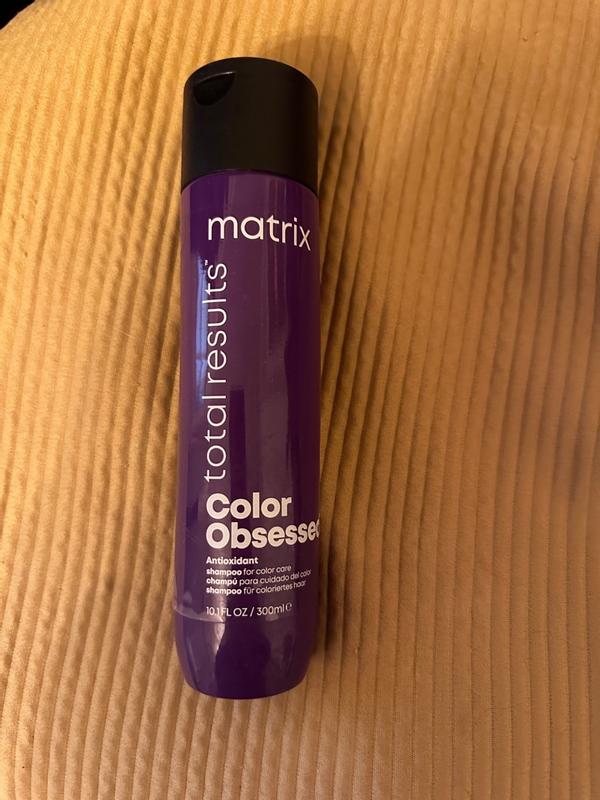 matrix
total results™
Color
Obsessed
Antioxidant
shampoo for color care
champú para cuidado del color
shampoo für coloriertes haar
10.1 FL OZ / 300ml ℮